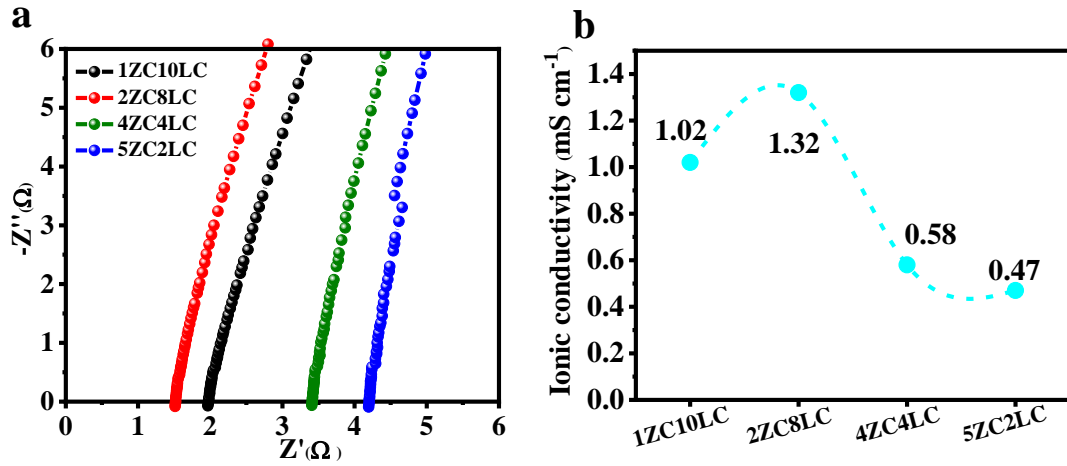 a
6
5
4
3
2
1
0
-Z''(Ω)
1ZC10LC
2ZC8LC
4ZC4LC
5ZC2LC
0 1 2 3 4 5 6
Z'(Ω)
b
1.4
1.2
1.0
0.8
0.6
0.4
0.2
0.0
Ionic conductivity (mS cm⁻¹)
1.02
1.32
0.58
0.47
1ZC10LC 2ZC8LC 4ZC4LC 5ZC2LC